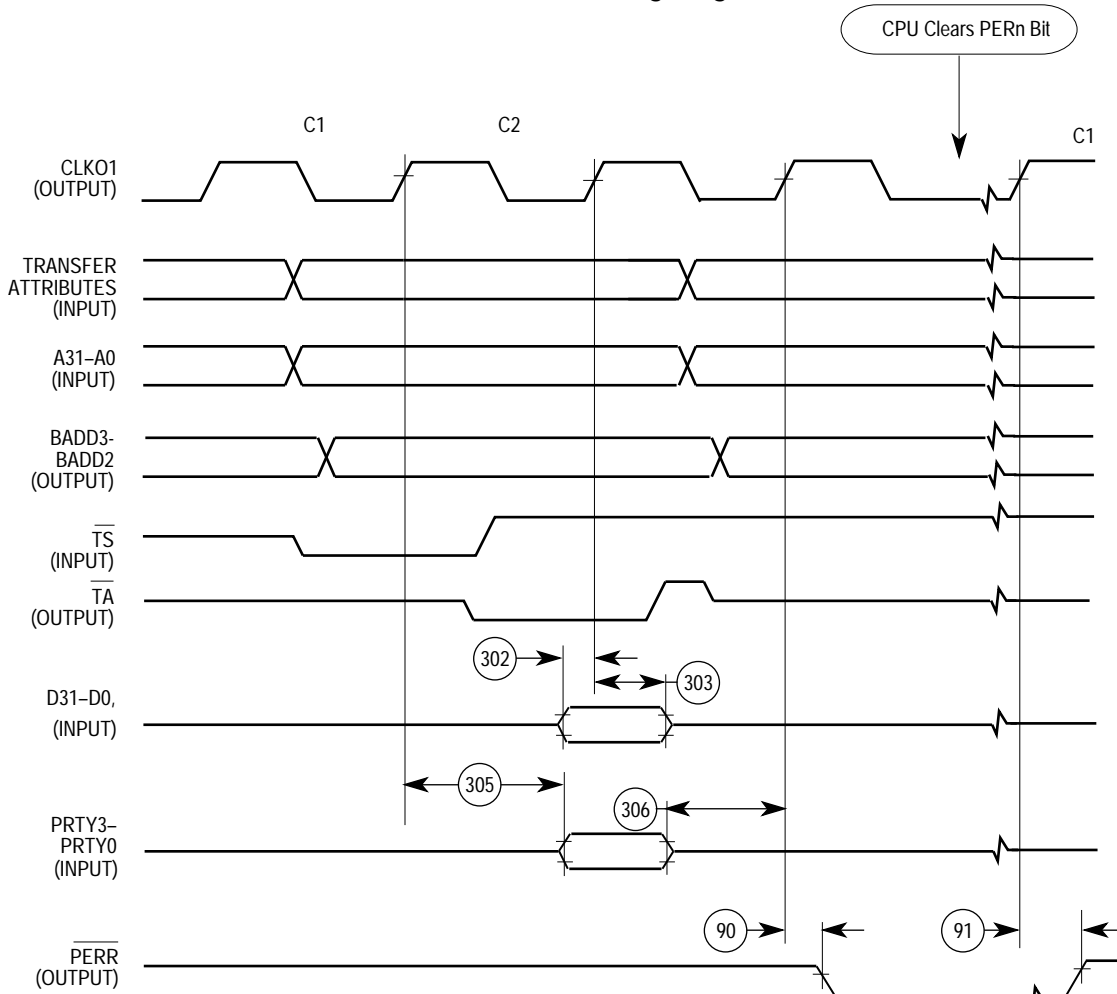 CPU Clears PERn Bit
C1
C2
C1
CLKO1
(OUTPUT)
TRANSFER
ATTRIBUTES
(INPUT)
A31–A0
(INPUT)
BADD3-
BADD2
(OUTPUT)
TS
(INPUT)
TA
(OUTPUT)
302
303
D31–D0,
(INPUT)
305
306
PRTY3–
PRTY0
(INPUT)
90
91
PERR
(OUTPUT)